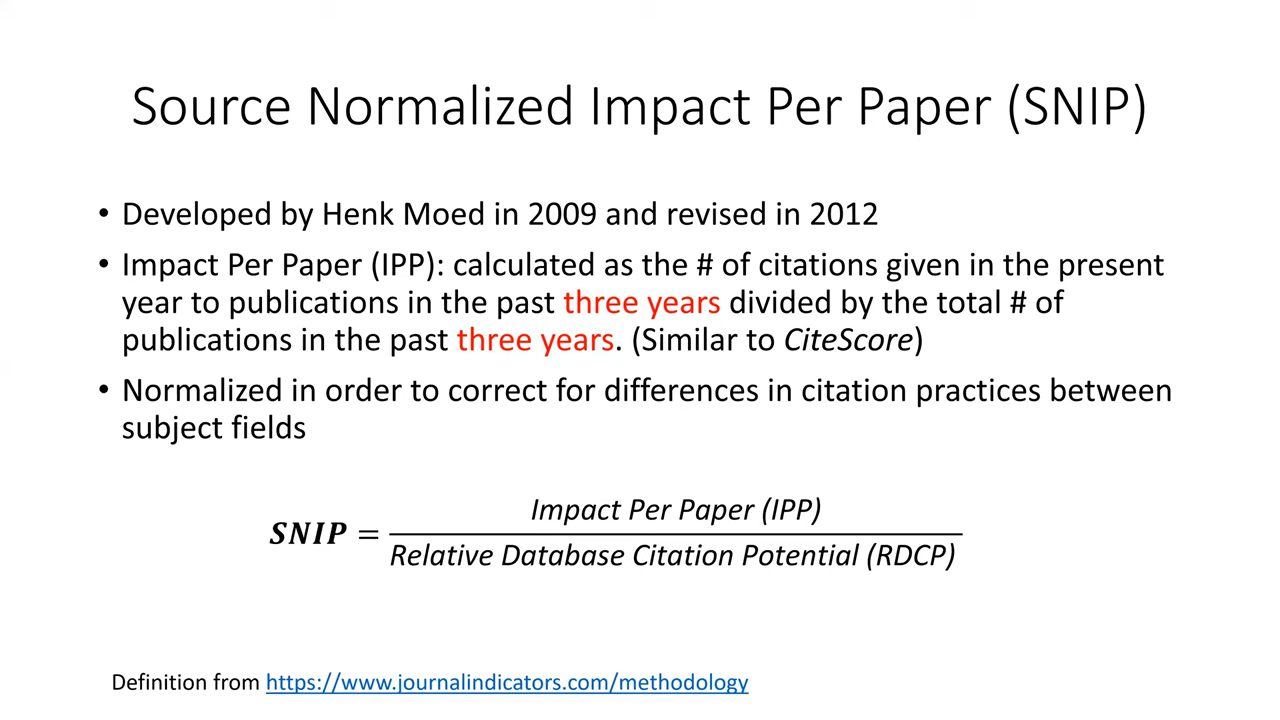 Source Normalized Impact Per Paper (SNIP)
• Developed by Henk Moed in 2009 and revised in 2012
• Impact Per Paper (IPP): calculated as the # of citations given in the present
year to publications in the past three years divided by the total # of
publications in the past three years. (Similar to CiteScore)
• Normalized in order to correct for differences in citation practices between
subject fields
Impact Per Paper (IPP)
SNIP =
Relative Database Citation Potential (RDCP)
Definition from https://www.journalindicators.com/methodology